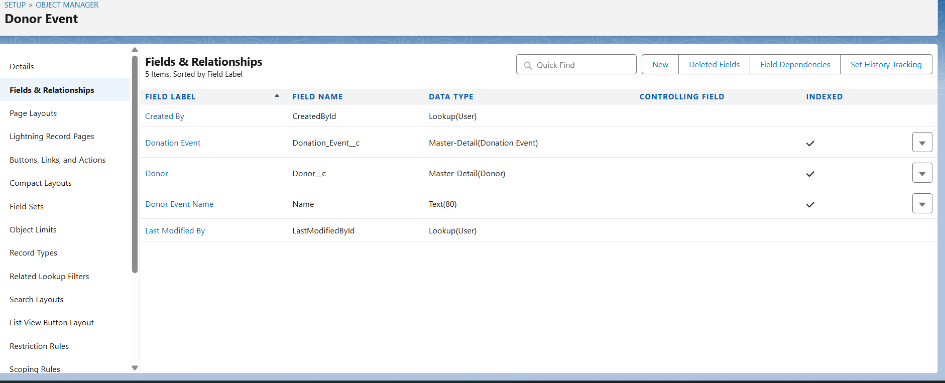 SETUP > OBJECT MANAGER
Donor Event
Details
Fields & Relationships
Page Layouts
Lightning Record Pages
Buttons, Links, and Actions
Compact Layouts
Field Sets
Object Limits
Record Types
Related Lookup Filters
Search Layouts
List View Button Layout
Restriction Rules
Scoping Rules
Fields & Relationships
5 Items, Sorted by Field Label
Quick Find
New
Deleted Fields
Field Dependencies
Set History Tracking
FIELD LABEL FIELD NAME DATA TYPE CONTROLLING FIELD INDEXED
Created By CreatedById Lookup(User)
Donation Event Donation_Event__c Master-Detail(Donation Event)
Donor Donor__c Master-Detail(Donor)
Donor Event Name Name Text(80)
Last Modified By LastModifiedById Lookup(User)